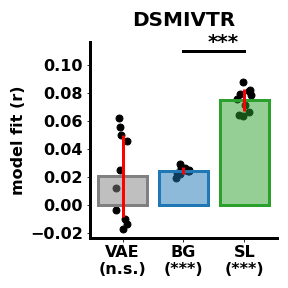 DSMIVTR
***
model fit (r)
0.10
0.08
0.06
0.04
0.02
0.00
−0.02
VAE BG SL
(n.s.) (***) (***)